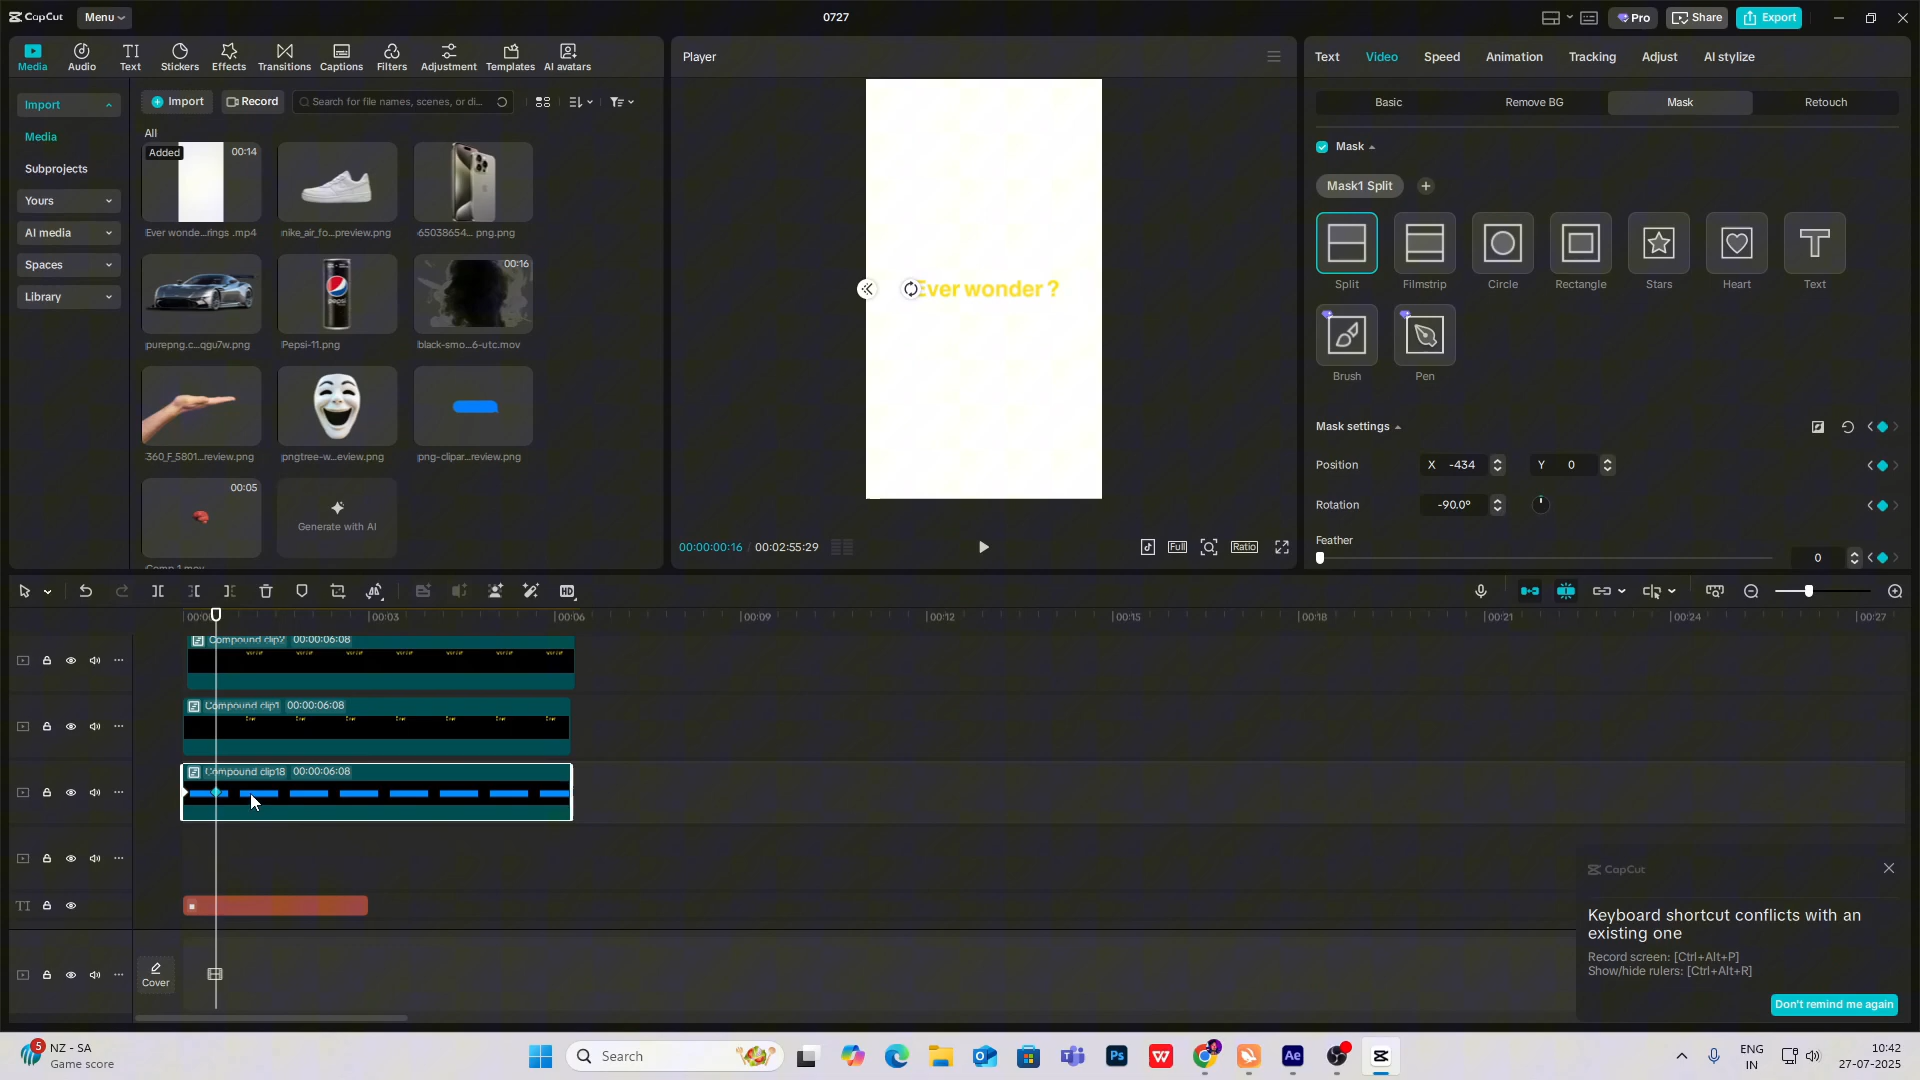 CapCut
Menu
0727
Pro
Share
Export
Media
Audio
Text
Stickers
Effects
Transitions
Captions
Filters
Adjustment
Templates
AI avatars
Player
Text
Video
Speed
Animation
Tracking
Adjust
AI stylize
Import
Import
Record
Search for file names, scenes, or di...
Basic
Remove BG
Mask
Retouch
Media
All
Subprojects
Yours
AI media
Spaces
Library
Added
00:14
Ever wonde...rings .mp4
nike_air_fo...preview.png
65038654... png.png
purepng.c...qgu7w.png
Pepsi-11.png
00:16
black-smo...6-utc.mov
360_F_5801...review.png
pngtree-w...eview.png
png-clipar...review.png
00:05
Comp 1.mov
Generate with AI
Ever wonder ?
Mask
Mask1 Split
Split
Filmstrip
Circle
Rectangle
Stars
Heart
Text
Brush
Pen
Mask settings
Position
X -434
Y 0
Rotation
-90.0°
Feather
0
00:00:00:16 / 00:02:55:29
Full
Ratio
HD
00:03
00:06
00:09
00:12
00:15
00:18
00:21
00:24
00:27
Compound clip2 00:00:06:08
Compound clip1 00:00:06:08
Compound clip18 00:00:06:08
TI
Cover
CapCut
Keyboard shortcut conflicts with an
existing one
Record screen: [Ctrl+Alt+P]
Show/hide rulers: [Ctrl+Alt+R]
Don't remind me again
5
NZ - SA
Game score
Search
Ps
W
Ae
ENG
IN
10:42
27-07-2025